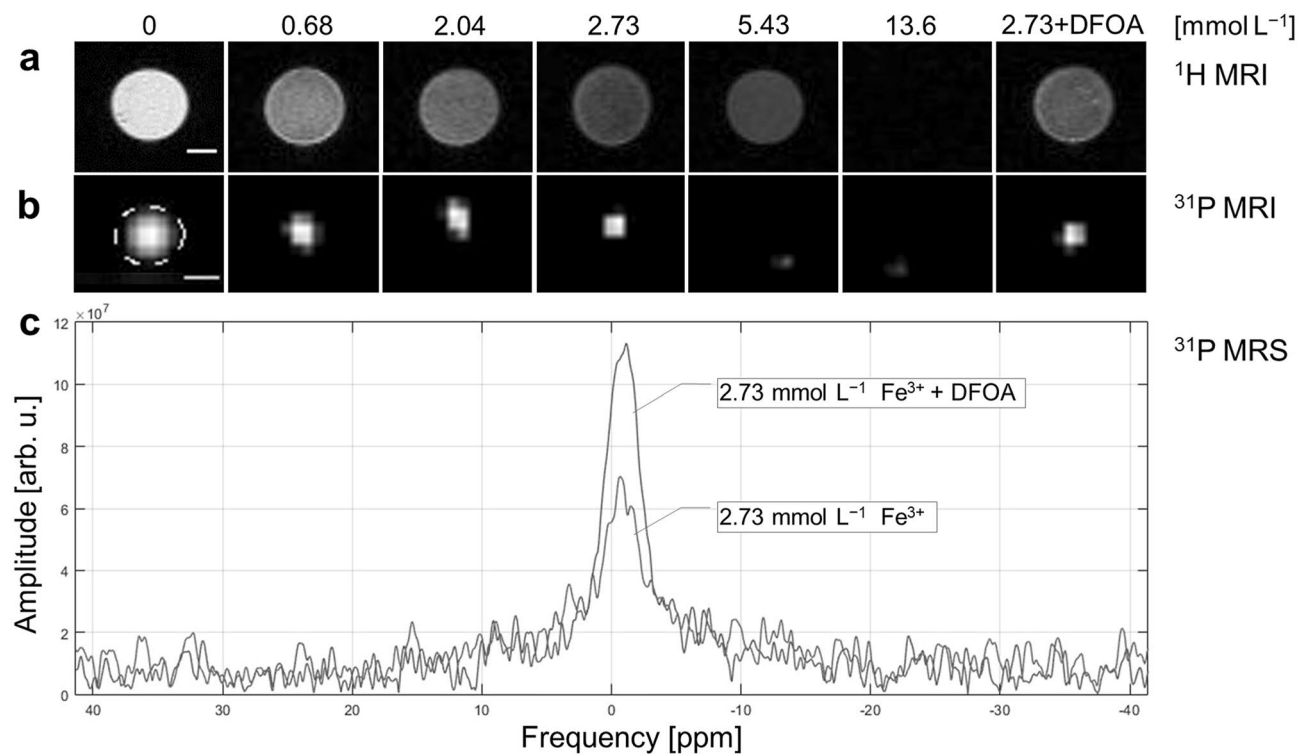 0 0.68 2.04 2.73 5.43 13.6 2.73+DFOA [mmol L⁻¹]
a ¹H MRI
b ³¹P MRI
c ³¹P MRS
×10⁷
12
10
8
6
4
2
0
Amplitude [arb. u.]
2.73 mmol L⁻¹ Fe³⁺ + DFOA
2.73 mmol L⁻¹ Fe³⁺
40 30 20 10 0 -10 -20 -30 -40
Frequency [ppm]